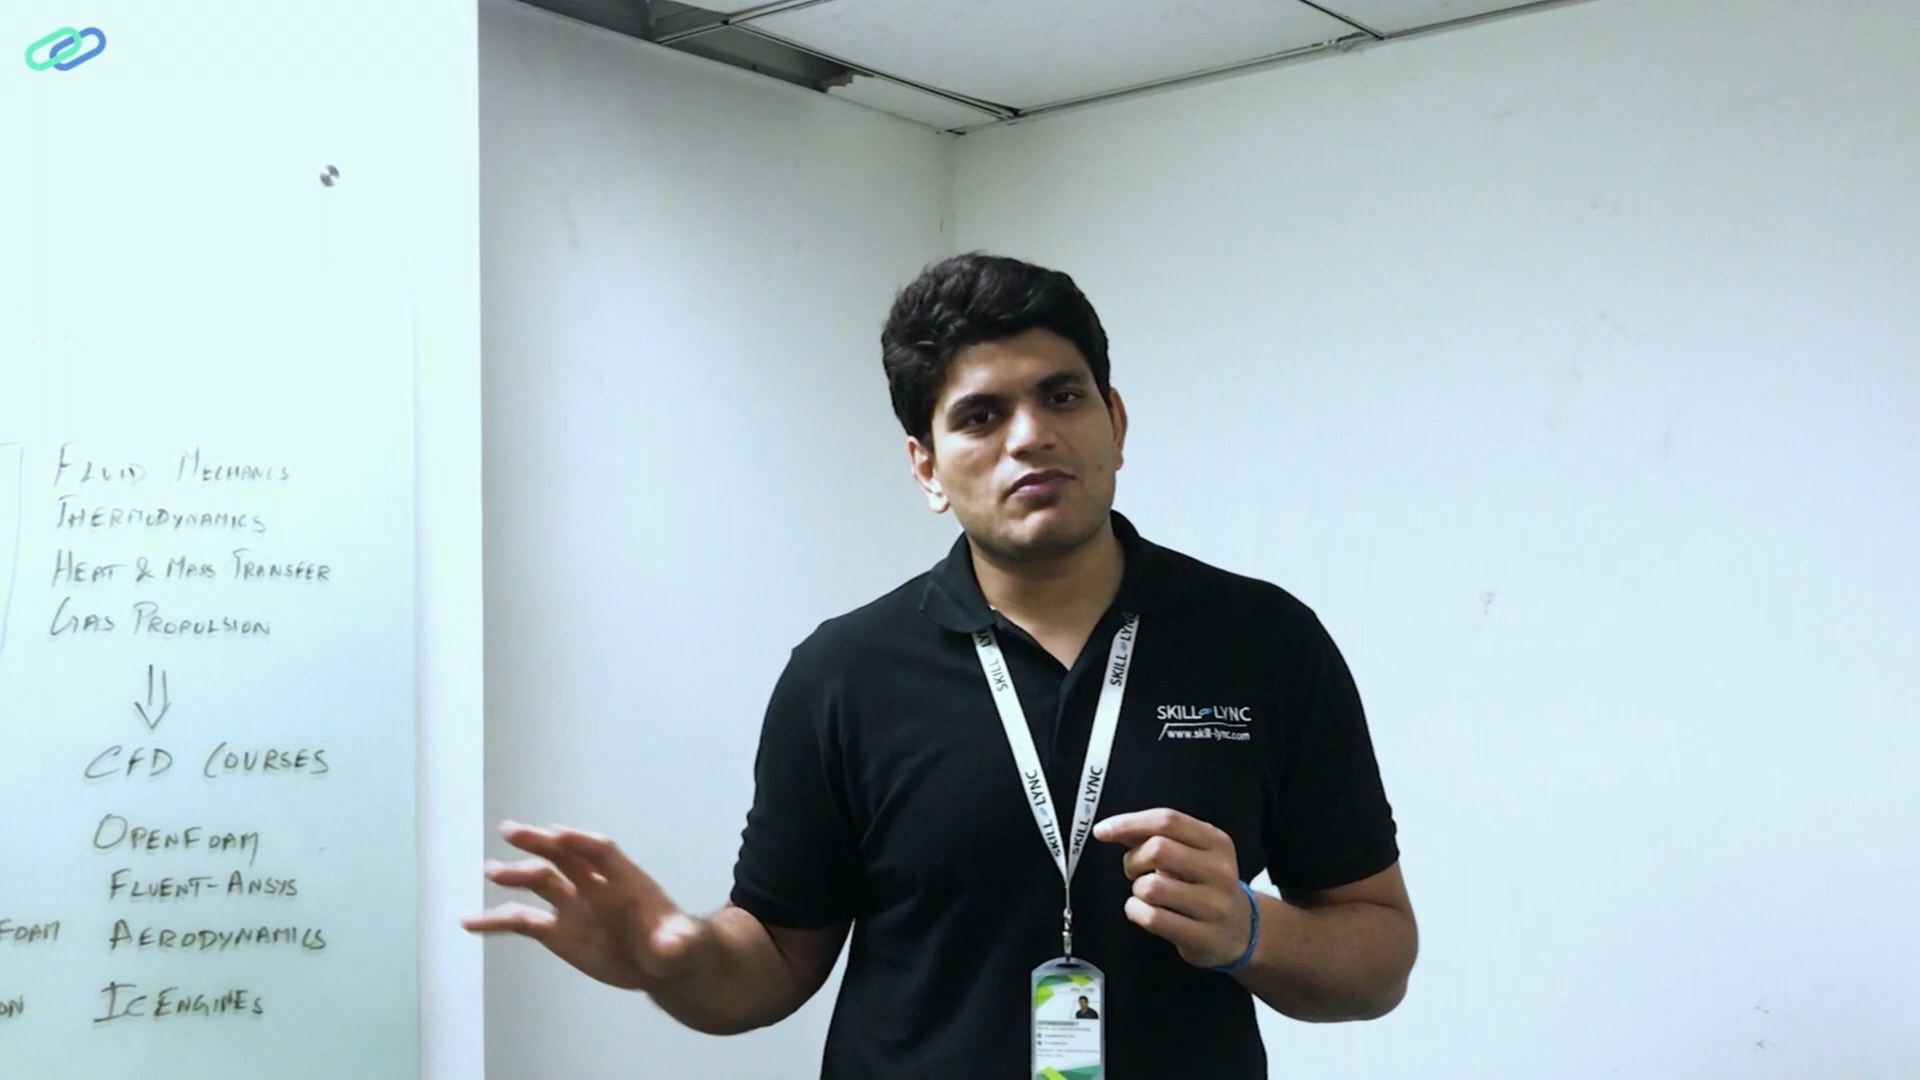 FLUID MECHANICS
THERMODYNAMICS
HEAT & MASS TRANSFER
GAS PROPULSION
CFD COURSES
OPENFOAM
FLUENT-ANSYS
FOAM AERODYNAMICS
ON IC ENGINES
SKILL LYNC
SKILL LYNC
SKILL LYNC
SKILL LYNC
SKILL LYNC
www.skill-lync.com